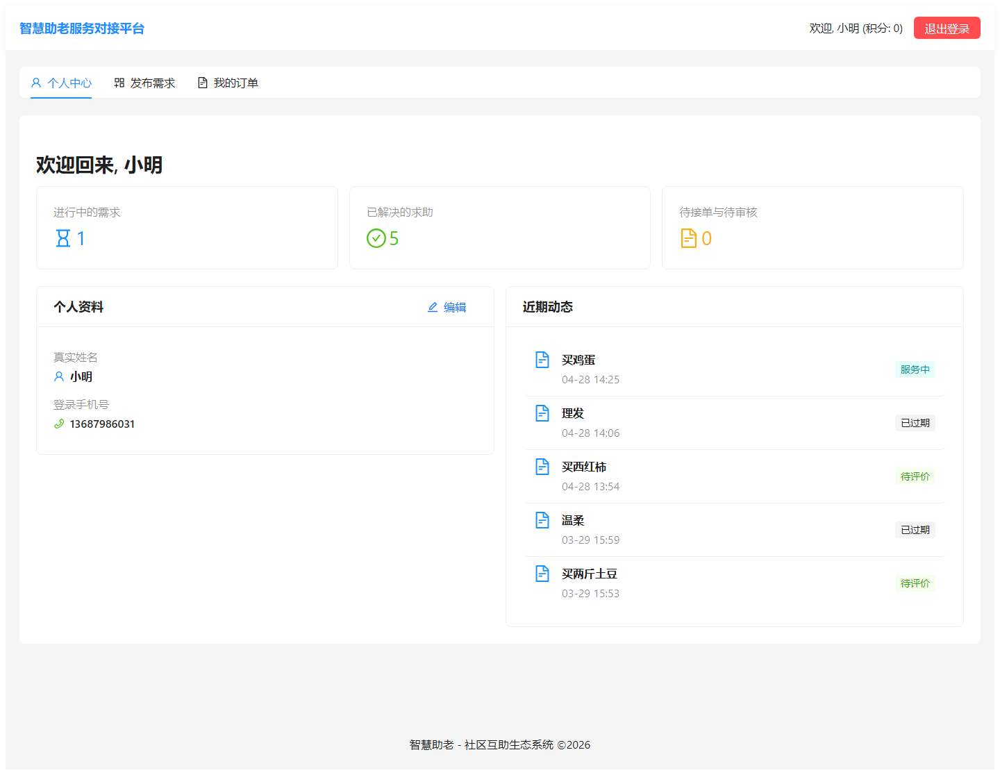 智慧助老服务对接平台
欢迎, 小明 (积分: 0)
退出登录
个人中心
发布需求
我的订单
欢迎回来, 小明
进行中的需求
1
已解决的求助
5
待接单与待审核
0
个人资料
编辑
真实姓名
小明
登录手机号
13687986031
近期动态
买鸡蛋
04-28 14:25
服务中
理发
04-28 14:06
已过期
买西红柿
04-28 13:54
待评价
温柔
03-29 15:59
已过期
买两斤土豆
03-29 15:53
待评价
智慧助老 - 社区互助生态系统 ©2026